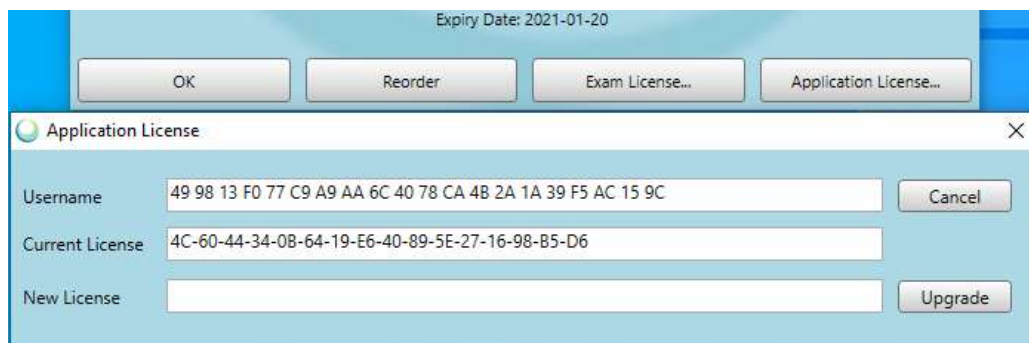 Expiry Date: 2021-01-20
OK Reorder Exam License... Application License...
Application License
Username 49 98 13 F0 77 C9 A9 AA 6C 40 78 CA 4B 2A 1A 39 F5 AC 15 9C Cancel
Current License 4C-60-44-34-0B-64-19-E6-40-89-5E-27-16-98-B5-D6
New License Upgrade